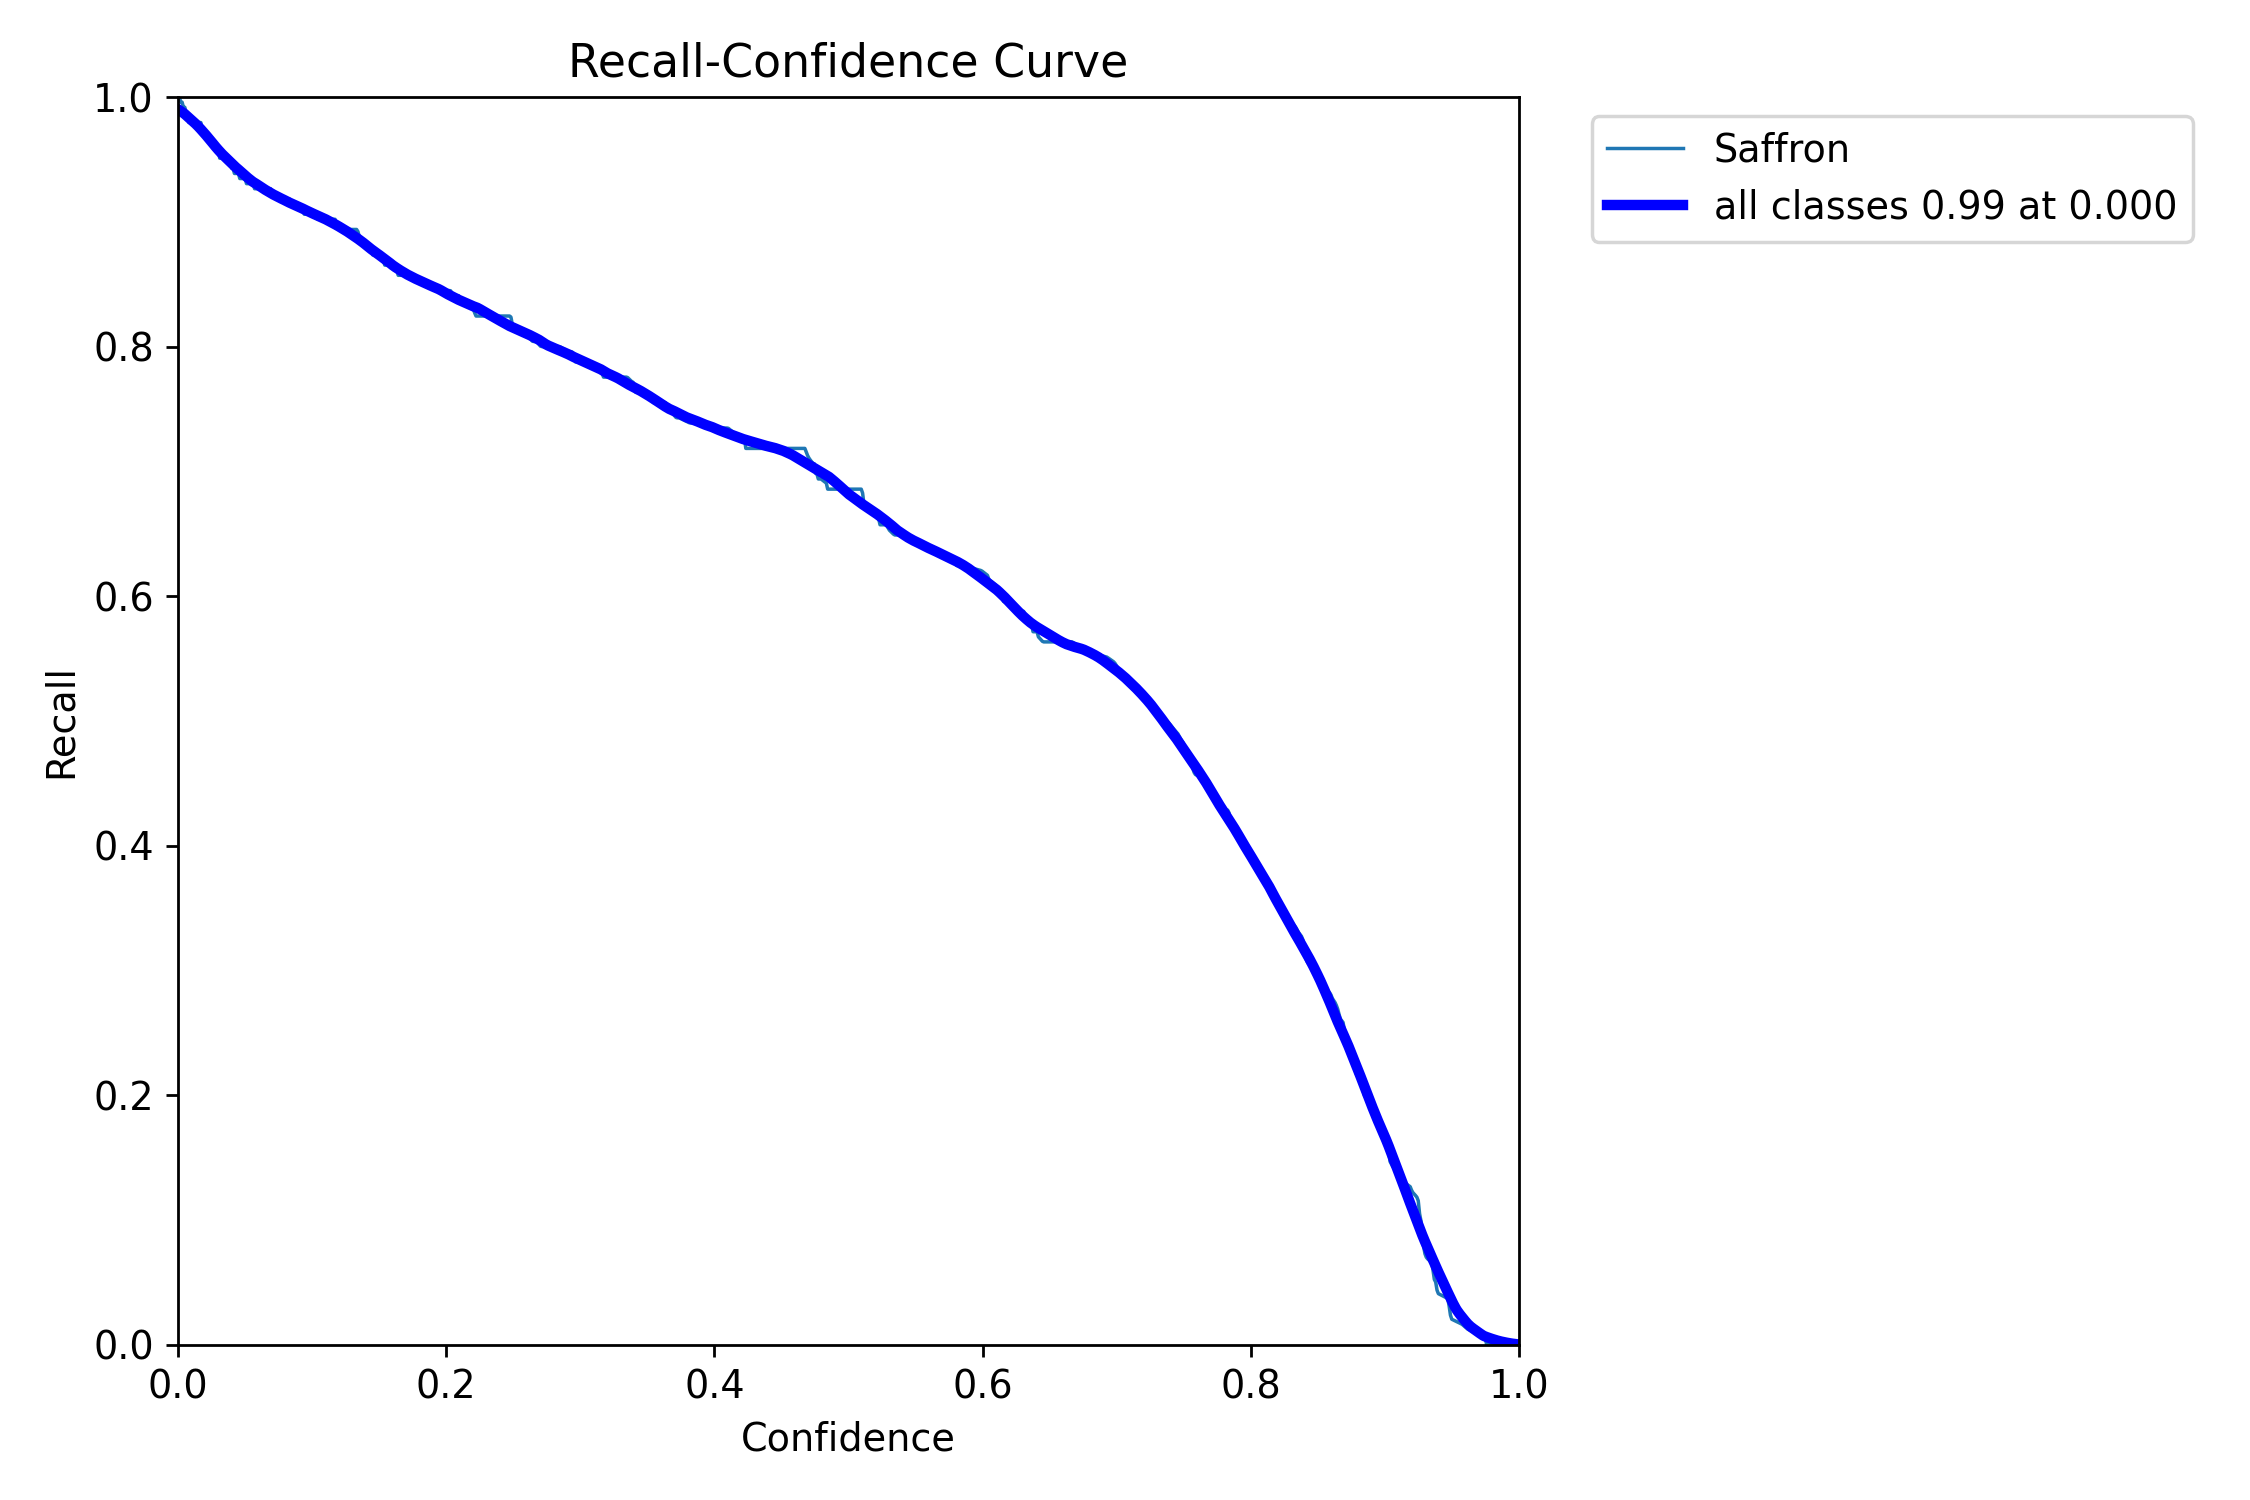 Recall-Confidence Curve
Saffron
all classes 0.99 at 0.000
1.0
0.8
0.6
0.4
0.2
0.0
Recall
0.0 0.2 0.4 0.6 0.8 1.0
Confidence